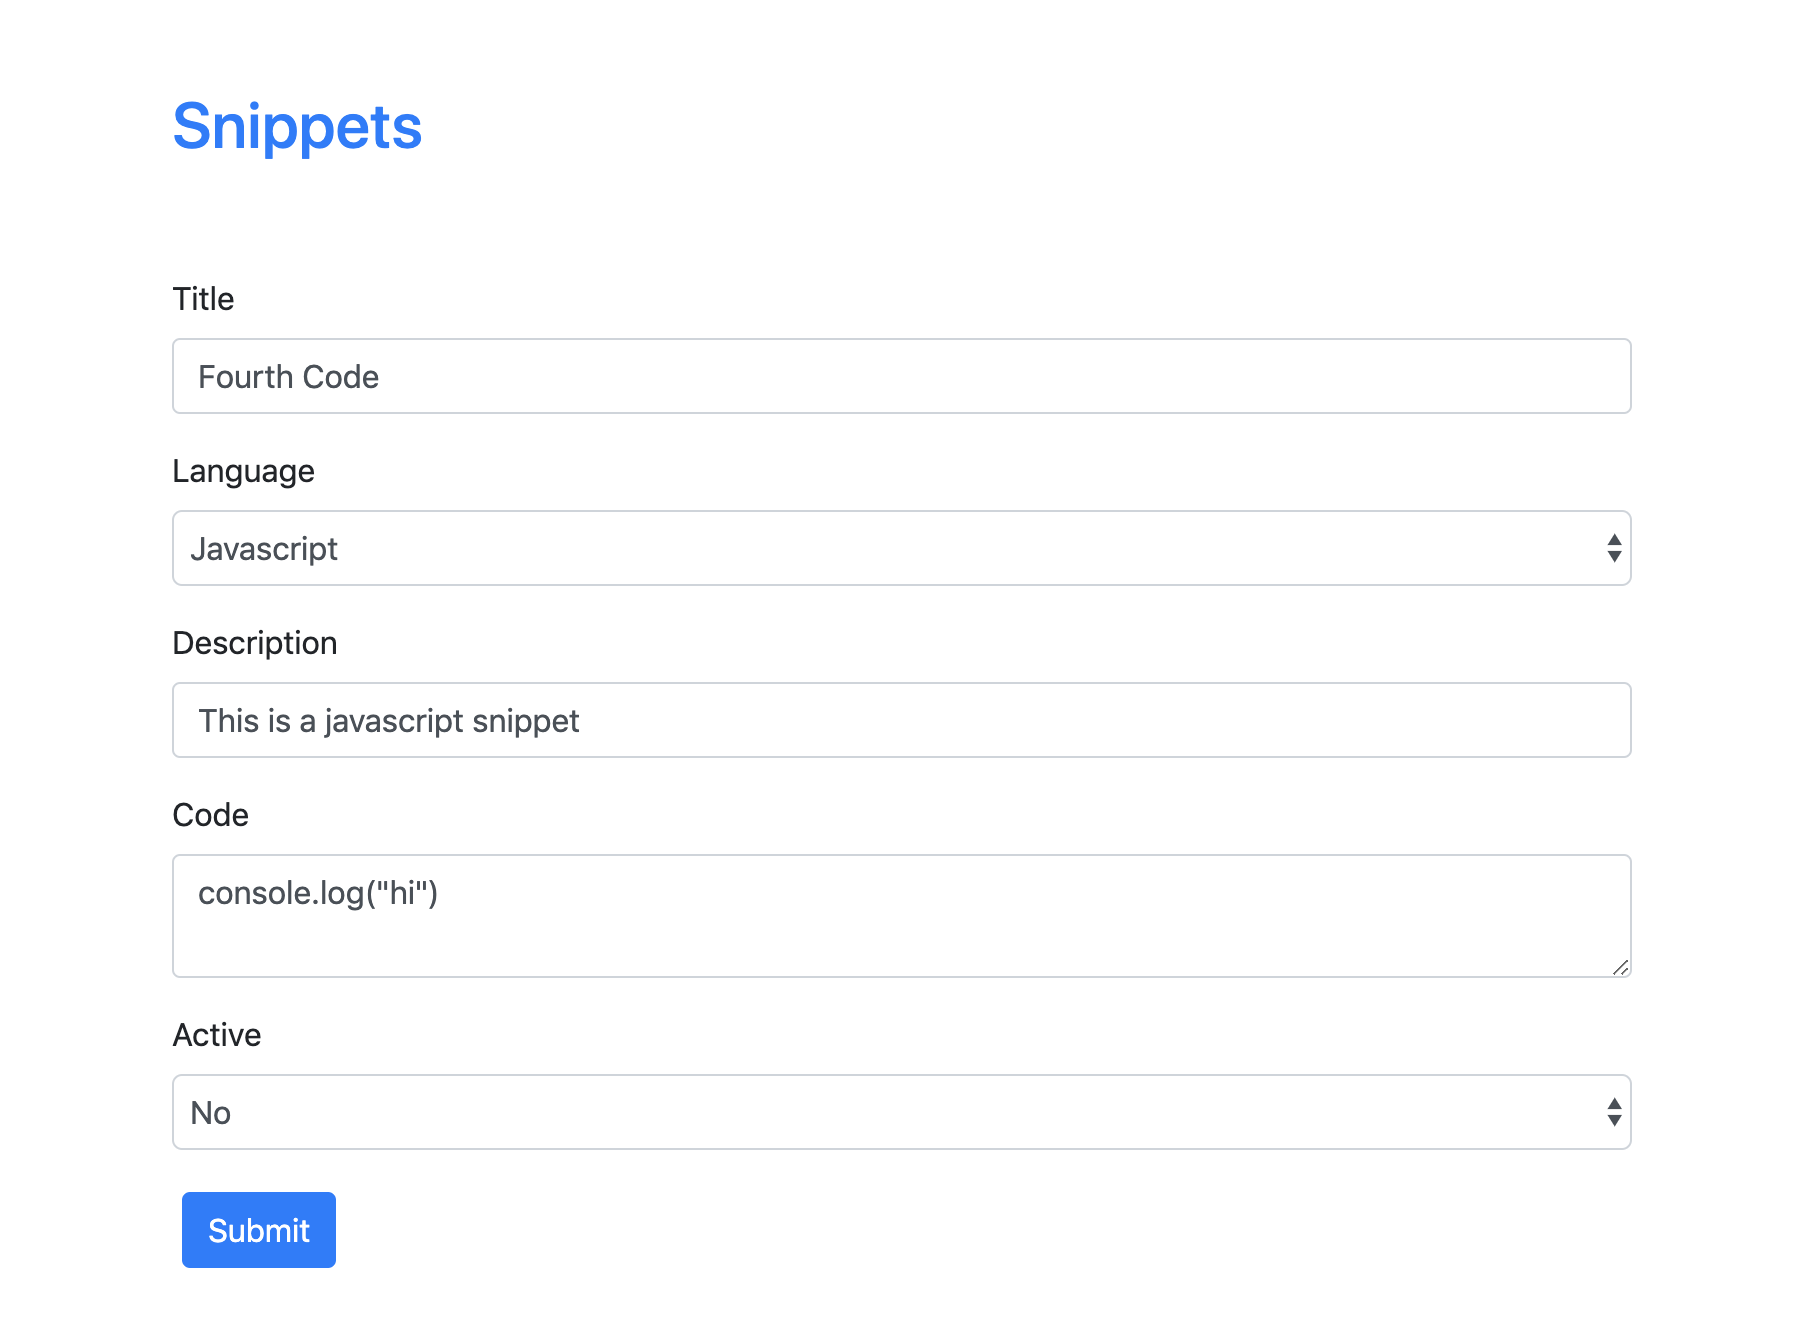 Snippets
Title
Fourth Code
Language
Javascript
Description
This is a javascript snippet
Code
console.log("hi")
Active
No
Submit